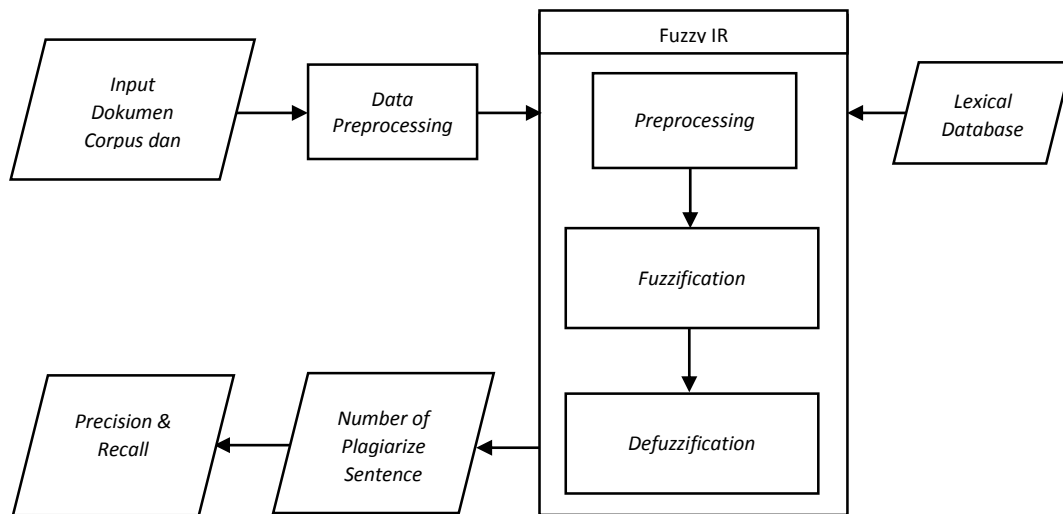 Input
Dokumen
Corpus dan
Data
Preprocessing
Fuzzy IR
Preprocessing
Fuzzification
Defuzzification
Lexical
Database
Number of
Plagiarize
Sentence
Precision &
Recall